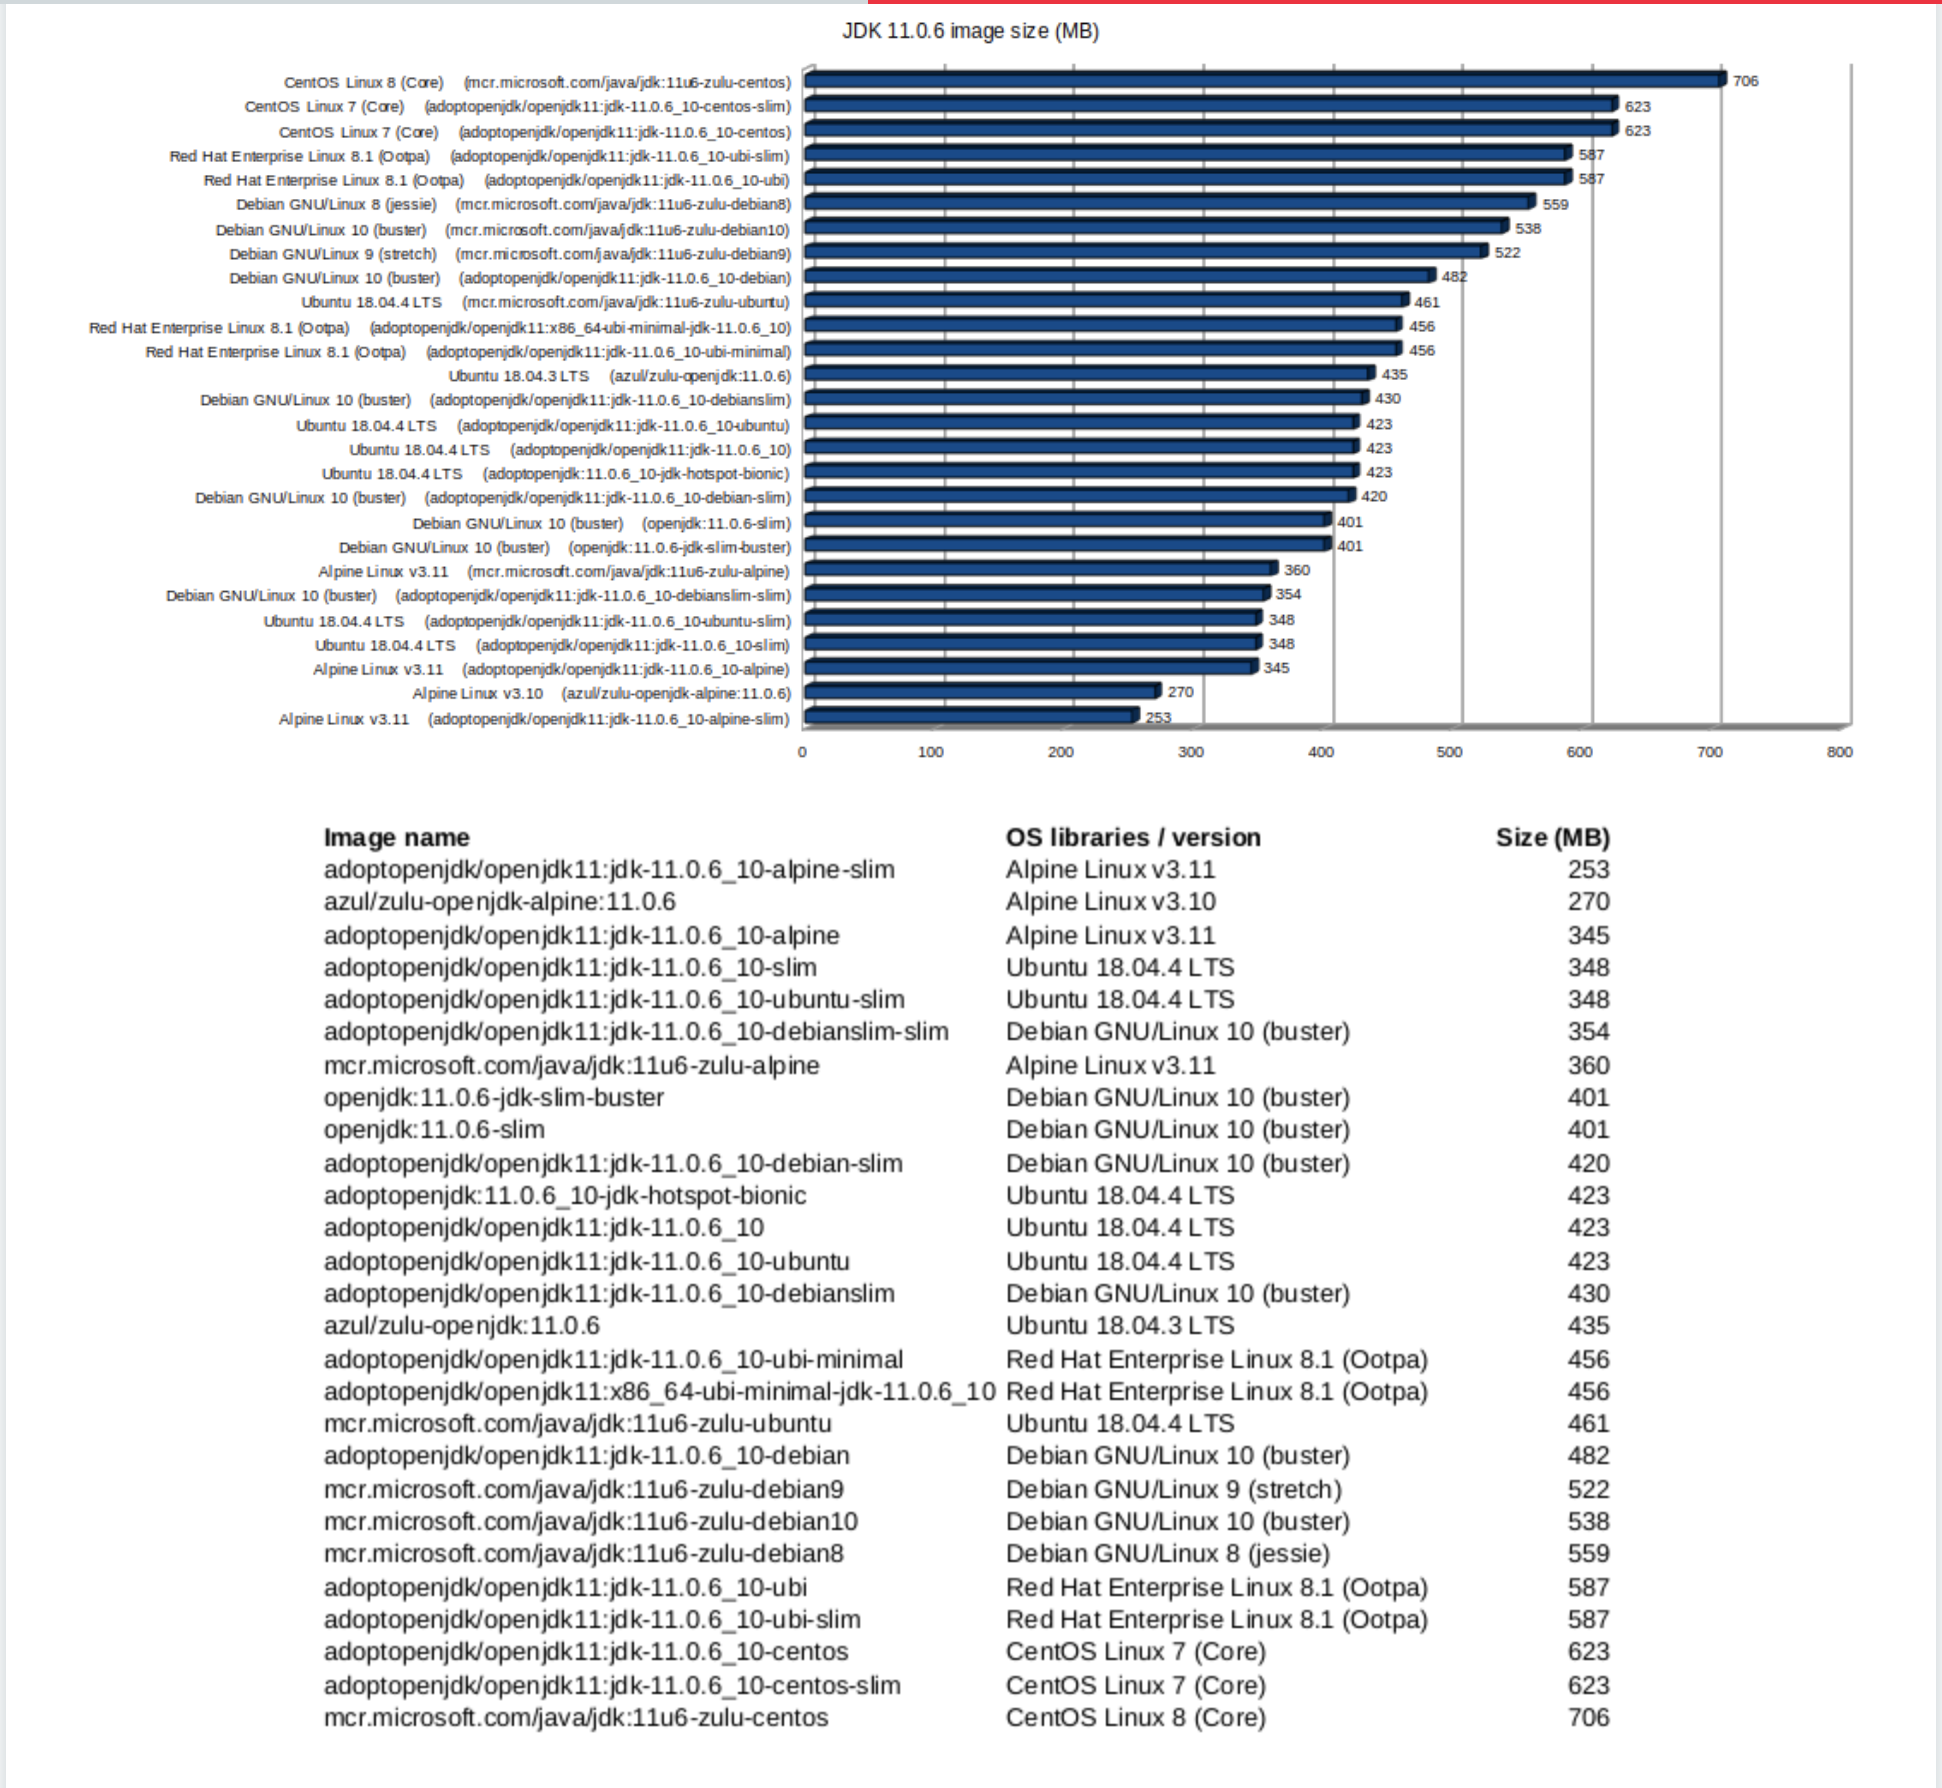 JDK 11.0.6 image size (MB)
CentOS Linux 8 (Core) (mcr.microsoft.com/java/jdk:11u6-zulu-centos) 706
CentOS Linux 7 (Core) (adoptopenjdk/openjdk11:jdk-11.0.6_10-centos-slim) 623
CentOS Linux 7 (Core) (adoptopenjdk/openjdk11:jdk-11.0.6_10-centos) 623
Red Hat Enterprise Linux 8.1 (Ootpa) (adoptopenjdk/openjdk11:jdk-11.0.6_10-ubi-slim) 587
Red Hat Enterprise Linux 8.1 (Ootpa) (adoptopenjdk/openjdk11:jdk-11.0.6_10-ubi) 587
Debian GNU/Linux 8 (jessie) (mcr.microsoft.com/java/jdk:11u6-zulu-debian8) 559
Debian GNU/Linux 10 (buster) (mcr.microsoft.com/java/jdk:11u6-zulu-debian10) 538
Debian GNU/Linux 9 (stretch) (mcr.microsoft.com/java/jdk:11u6-zulu-debian9) 522
Debian GNU/Linux 10 (buster) (adoptopenjdk/openjdk11:jdk-11.0.6_10-debian) 482
Ubuntu 18.04.4 LTS (mcr.microsoft.com/java/jdk:11u6-zulu-ubuntu) 461
Red Hat Enterprise Linux 8.1 (Ootpa) (adoptopenjdk/openjdk11:x86_64-ubi-minimal-jdk-11.0.6_10) 456
Red Hat Enterprise Linux 8.1 (Ootpa) (adoptopenjdk/openjdk11:jdk-11.0.6_10-ubi-minimal) 456
Ubuntu 18.04.3 LTS (azul/zulu-openjdk:11.0.6) 435
Debian GNU/Linux 10 (buster) (adoptopenjdk/openjdk11:jdk-11.0.6_10-debianslim) 430
Ubuntu 18.04.4 LTS (adoptopenjdk/openjdk11:jdk-11.0.6_10-ubuntu) 423
Ubuntu 18.04.4 LTS (adoptopenjdk/openjdk11:jdk-11.0.6_10) 423
Ubuntu 18.04.4 LTS (adoptopenjdk:11.0.6_10-jdk-hotspot-bionic) 423
Debian GNU/Linux 10 (buster) (adoptopenjdk/openjdk11:jdk-11.0.6_10-debian-slim) 420
Debian GNU/Linux 10 (buster) (openjdk:11.0.6-slim) 401
Debian GNU/Linux 10 (buster) (openjdk:11.0.6-jdk-slim-buster) 401
Alpine Linux v3.11 (mcr.microsoft.com/java/jdk:11u6-zulu-alpine) 360
Debian GNU/Linux 10 (buster) (adoptopenjdk/openjdk11:jdk-11.0.6_10-debianslim-slim) 354
Ubuntu 18.04.4 LTS (adoptopenjdk/openjdk11:jdk-11.0.6_10-ubuntu-slim) 348
Ubuntu 18.04.4 LTS (adoptopenjdk/openjdk11:jdk-11.0.6_10-slim) 348
Alpine Linux v3.11 (adoptopenjdk/openjdk11:jdk-11.0.6_10-alpine) 345
Alpine Linux v3.10 (azul/zulu-openjdk-alpine:11.0.6) 270
Alpine Linux v3.11 (adoptopenjdk/openjdk11:jdk-11.0.6_10-alpine-slim) 253
0 100 200 300 400 500 600 700 800
Image name OS libraries / version Size (MB)
adoptopenjdk/openjdk11:jdk-11.0.6_10-alpine-slim Alpine Linux v3.11 253
azul/zulu-openjdk-alpine:11.0.6 Alpine Linux v3.10 270
adoptopenjdk/openjdk11:jdk-11.0.6_10-alpine Alpine Linux v3.11 345
adoptopenjdk/openjdk11:jdk-11.0.6_10-slim Ubuntu 18.04.4 LTS 348
adoptopenjdk/openjdk11:jdk-11.0.6_10-ubuntu-slim Ubuntu 18.04.4 LTS 348
adoptopenjdk/openjdk11:jdk-11.0.6_10-debianslim-slim Debian GNU/Linux 10 (buster) 354
mcr.microsoft.com/java/jdk:11u6-zulu-alpine Alpine Linux v3.11 360
openjdk:11.0.6-jdk-slim-buster Debian GNU/Linux 10 (buster) 401
openjdk:11.0.6-slim Debian GNU/Linux 10 (buster) 401
adoptopenjdk/openjdk11:jdk-11.0.6_10-debian-slim Debian GNU/Linux 10 (buster) 420
adoptopenjdk:11.0.6_10-jdk-hotspot-bionic Ubuntu 18.04.4 LTS 423
adoptopenjdk/openjdk11:jdk-11.0.6_10 Ubuntu 18.04.4 LTS 423
adoptopenjdk/openjdk11:jdk-11.0.6_10-ubuntu Ubuntu 18.04.4 LTS 423
adoptopenjdk/openjdk11:jdk-11.0.6_10-debianslim Debian GNU/Linux 10 (buster) 430
azul/zulu-openjdk:11.0.6 Ubuntu 18.04.3 LTS 435
adoptopenjdk/openjdk11:jdk-11.0.6_10-ubi-minimal Red Hat Enterprise Linux 8.1 (Ootpa) 456
adoptopenjdk/openjdk11:x86_64-ubi-minimal-jdk-11.0.6_10 Red Hat Enterprise Linux 8.1 (Ootpa) 456
mcr.microsoft.com/java/jdk:11u6-zulu-ubuntu Ubuntu 18.04.4 LTS 461
adoptopenjdk/openjdk11:jdk-11.0.6_10-debian Debian GNU/Linux 10 (buster) 482
mcr.microsoft.com/java/jdk:11u6-zulu-debian9 Debian GNU/Linux 9 (stretch) 522
mcr.microsoft.com/java/jdk:11u6-zulu-debian10 Debian GNU/Linux 10 (buster) 538
mcr.microsoft.com/java/jdk:11u6-zulu-debian8 Debian GNU/Linux 8 (jessie) 559
adoptopenjdk/openjdk11:jdk-11.0.6_10-ubi Red Hat Enterprise Linux 8.1 (Ootpa) 587
adoptopenjdk/openjdk11:jdk-11.0.6_10-ubi-slim Red Hat Enterprise Linux 8.1 (Ootpa) 587
adoptopenjdk/openjdk11:jdk-11.0.6_10-centos CentOS Linux 7 (Core) 623
adoptopenjdk/openjdk11:jdk-11.0.6_10-centos-slim CentOS Linux 7 (Core) 623
mcr.microsoft.com/java/jdk:11u6-zulu-centos CentOS Linux 8 (Core) 706